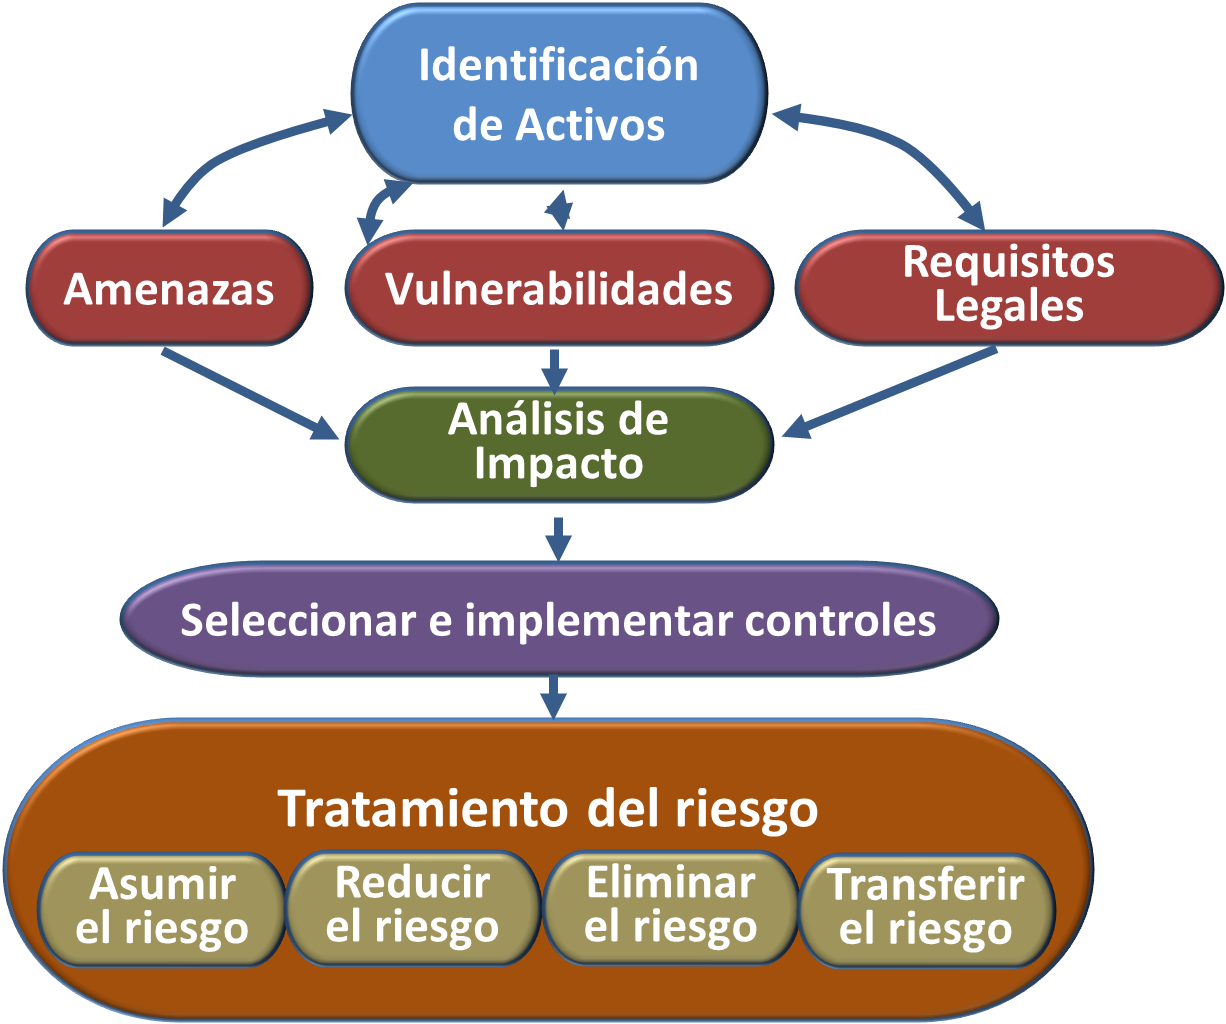 Identificación
de Activos
Amenazas
Vulnerabilidades
Requisitos
Legales
Análisis de
Impacto
Seleccionar e implementar controles
Tratamiento del riesgo
Asumir
el riesgo
Reducir
el riesgo
Eliminar
el riesgo
Transferir
el riesgo